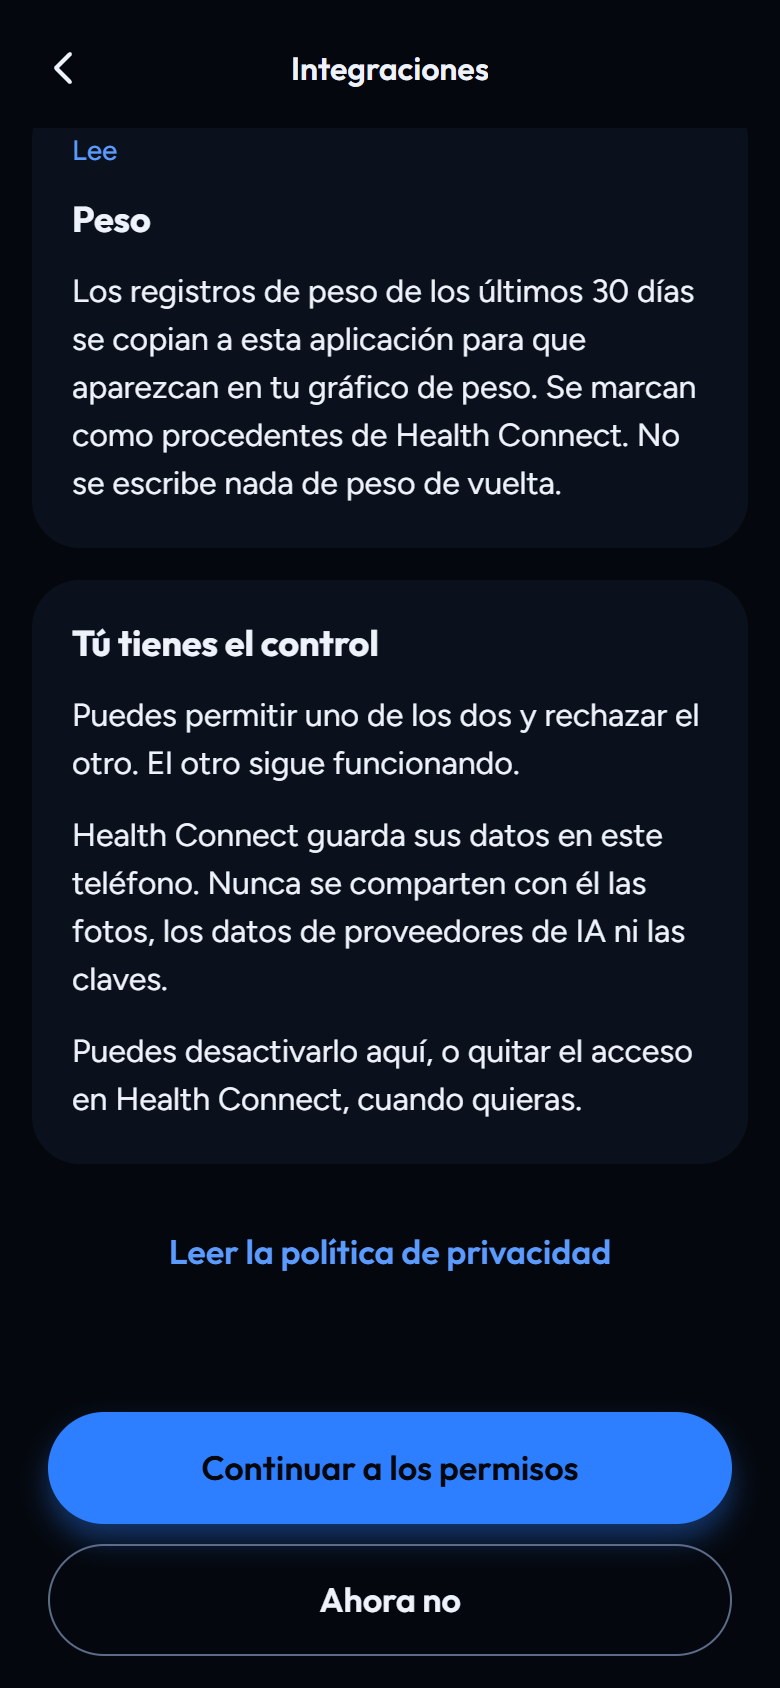 Integraciones
Lee
Peso
Los registros de peso de los últimos 30 días
se copian a esta aplicación para que
aparezcan en tu gráfico de peso. Se marcan
como procedentes de Health Connect. No
se escribe nada de peso de vuelta.
Tú tienes el control
Puedes permitir uno de los dos y rechazar el
otro. El otro sigue funcionando.
Health Connect guarda sus datos en este
teléfono. Nunca se comparten con él las
fotos, los datos de proveedores de IA ni las
claves.
Puedes desactivarlo aquí, o quitar el acceso
en Health Connect, cuando quieras.
Leer la política de privacidad
Continuar a los permisos
Ahora no